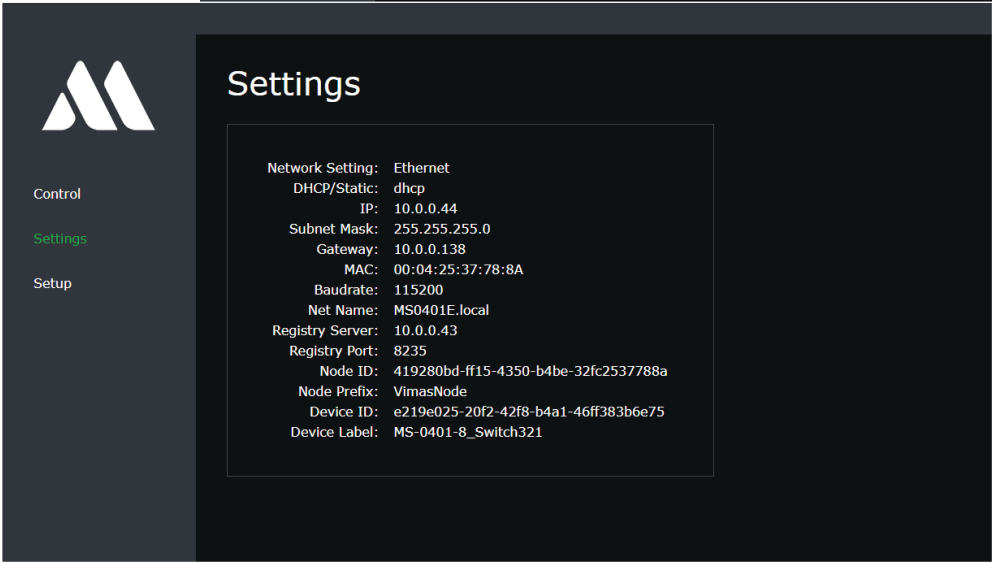 Settings
Control
Settings
Setup
Network Setting: Ethernet
DHCP/Static: dhcp
IP: 10.0.0.44
Subnet Mask: 255.255.255.0
Gateway: 10.0.0.138
MAC: 00:04:25:37:78:8A
Baudrate: 115200
Net Name: MS0401E.local
Registry Server: 10.0.0.43
Registry Port: 8235
Node ID: 419280bd-ff15-4350-b4be-32fc2537788a
Node Prefix: VimasNode
Device ID: e219e025-20f2-42f8-b4a1-46ff383b6e75
Device Label: MS-0401-8_Switch321